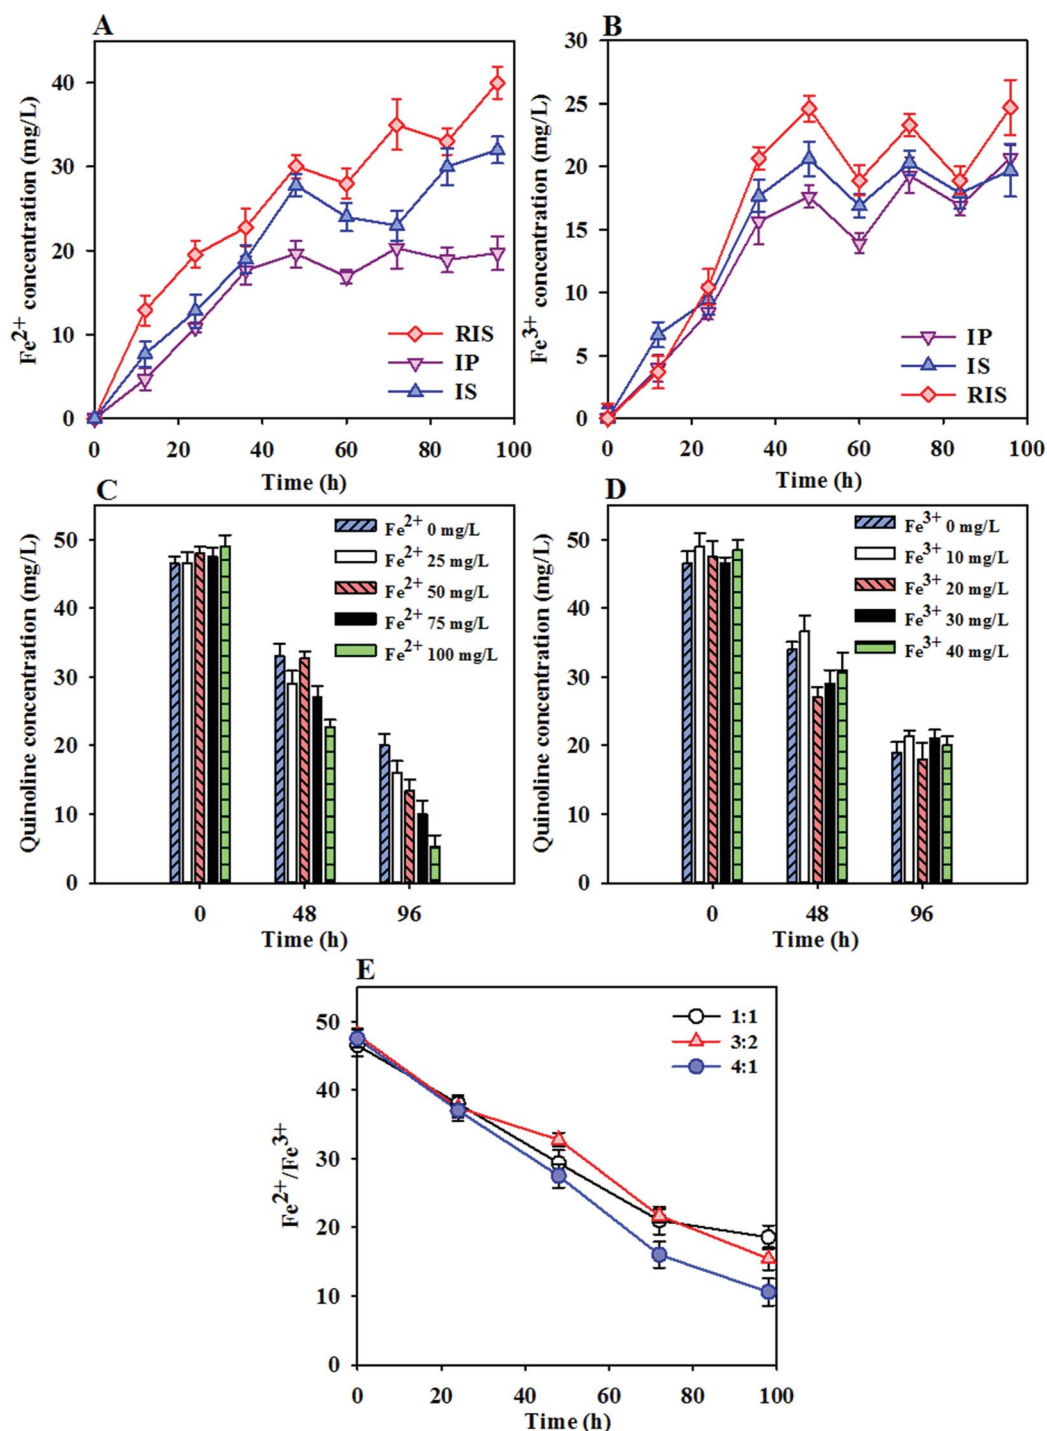 A
Fe2+ concentration (mg/L)
40
30
20
10
0
RIS
IP
IS
0 20 40 60 80 100
Time (h)
B
Fe3+ concentration (mg/L)
30
25
20
15
10
5
0
IP
IS
RIS
0 20 40 60 80 100
Time (h)
C
Quinoline concentration (mg/L)
50
40
30
20
10
0
Fe2+ 0 mg/L
Fe2+ 25 mg/L
Fe2+ 50 mg/L
Fe2+ 75 mg/L
Fe2+ 100 mg/L
0 48 96
Time (h)
D
Quinoline concentration (mg/L)
50
40
30
20
10
0
Fe3+ 0 mg/L
Fe3+ 10 mg/L
Fe3+ 20 mg/L
Fe3+ 30 mg/L
Fe3+ 40 mg/L
0 48 96
Time (h)
E
Fe2+/Fe3+
50
40
30
20
10
0
1:1
3:2
4:1
0 20 40 60 80 100
Time (h)